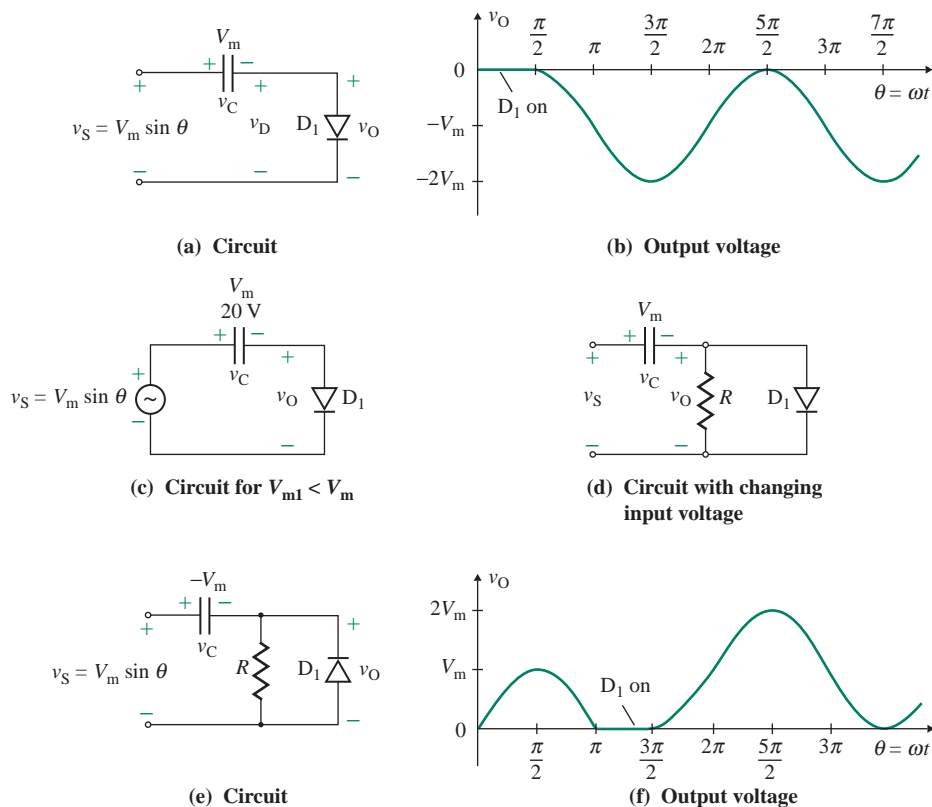 V_m
+ −
+ v_C + +
v_S = V_m sin θ v_D D_1 v_O
− − −
(a) Circuit
v_O
π/2 π 3π/2 2π 5π/2 3π 7π/2
0
D_1 on
θ = ωt
−V_m
−2V_m
(b) Output voltage
V_m
20 V
+ −
v_C
+ +
v_S = V_m sin θ ~ v_O D_1
− −
(c) Circuit for V_m1 < V_m
V_m
+ −
+ v_C +
v_S v_O R D_1
− −
(d) Circuit with changing
input voltage
−V_m
+ −
+ v_C +
v_S = V_m sin θ R D_1 v_O
− −
(e) Circuit
v_O
2V_m
V_m
D_1 on
0
π/2 π 3π/2 2π 5π/2 3π θ = ωt
(f) Output voltage